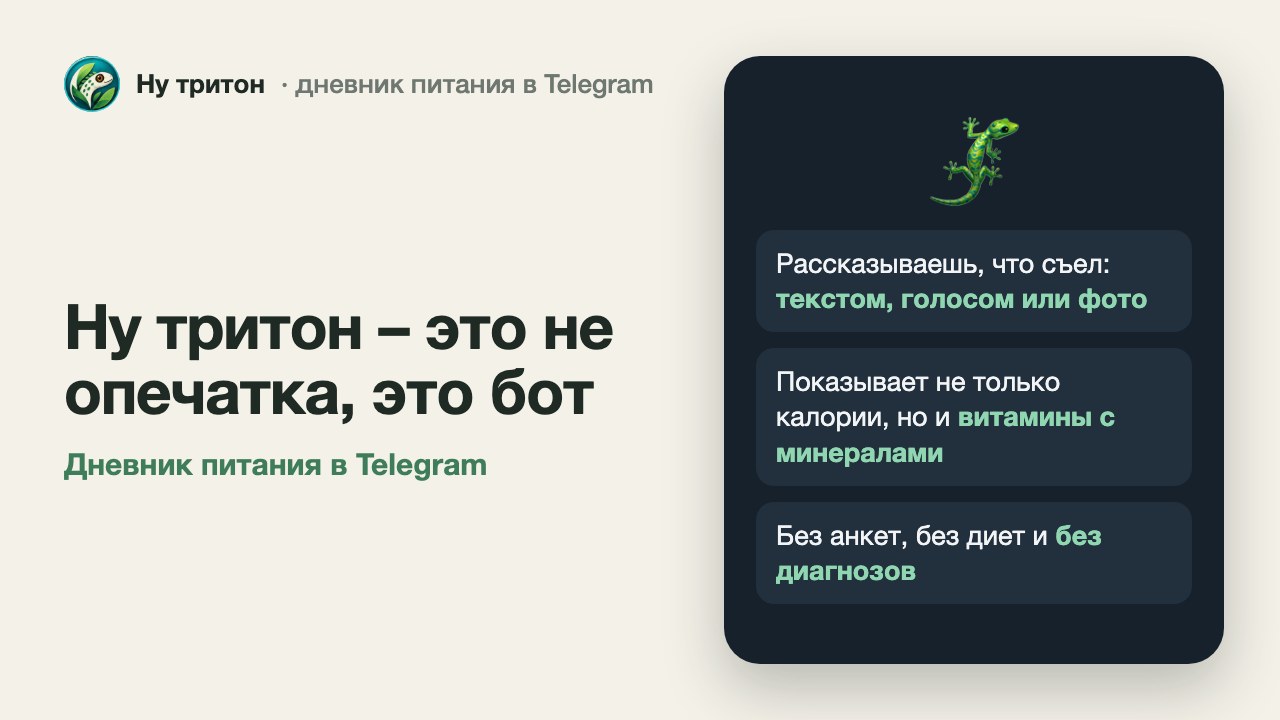 Ну тритон · дневник питания в Telegram
Ну тритон – это не
опечатка, это бот
Дневник питания в Telegram
Рассказываешь, что съел:
текстом, голосом или фото
Показывает не только
калории, но и витамины с
минералами
Без анкет, без диет и без
диагнозов